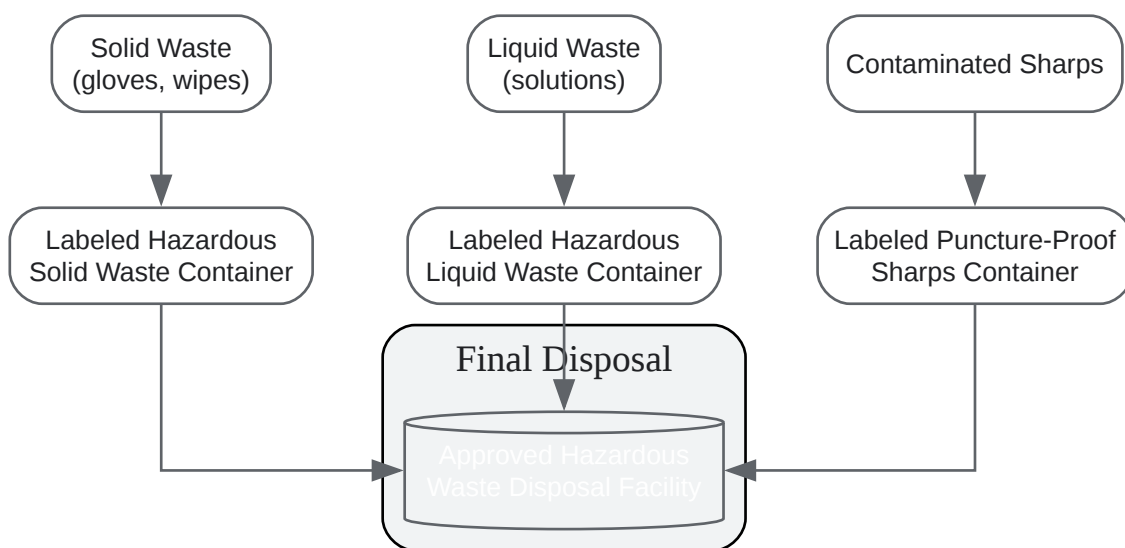 Solid Waste
(gloves, wipes)
Liquid Waste
(solutions)
Contaminated Sharps
Labeled Hazardous
Solid Waste Container
Labeled Hazardous
Liquid Waste Container
Labeled Puncture-Proof
Sharps Container
Final Disposal
Approved Hazardous
Waste Disposal Facility